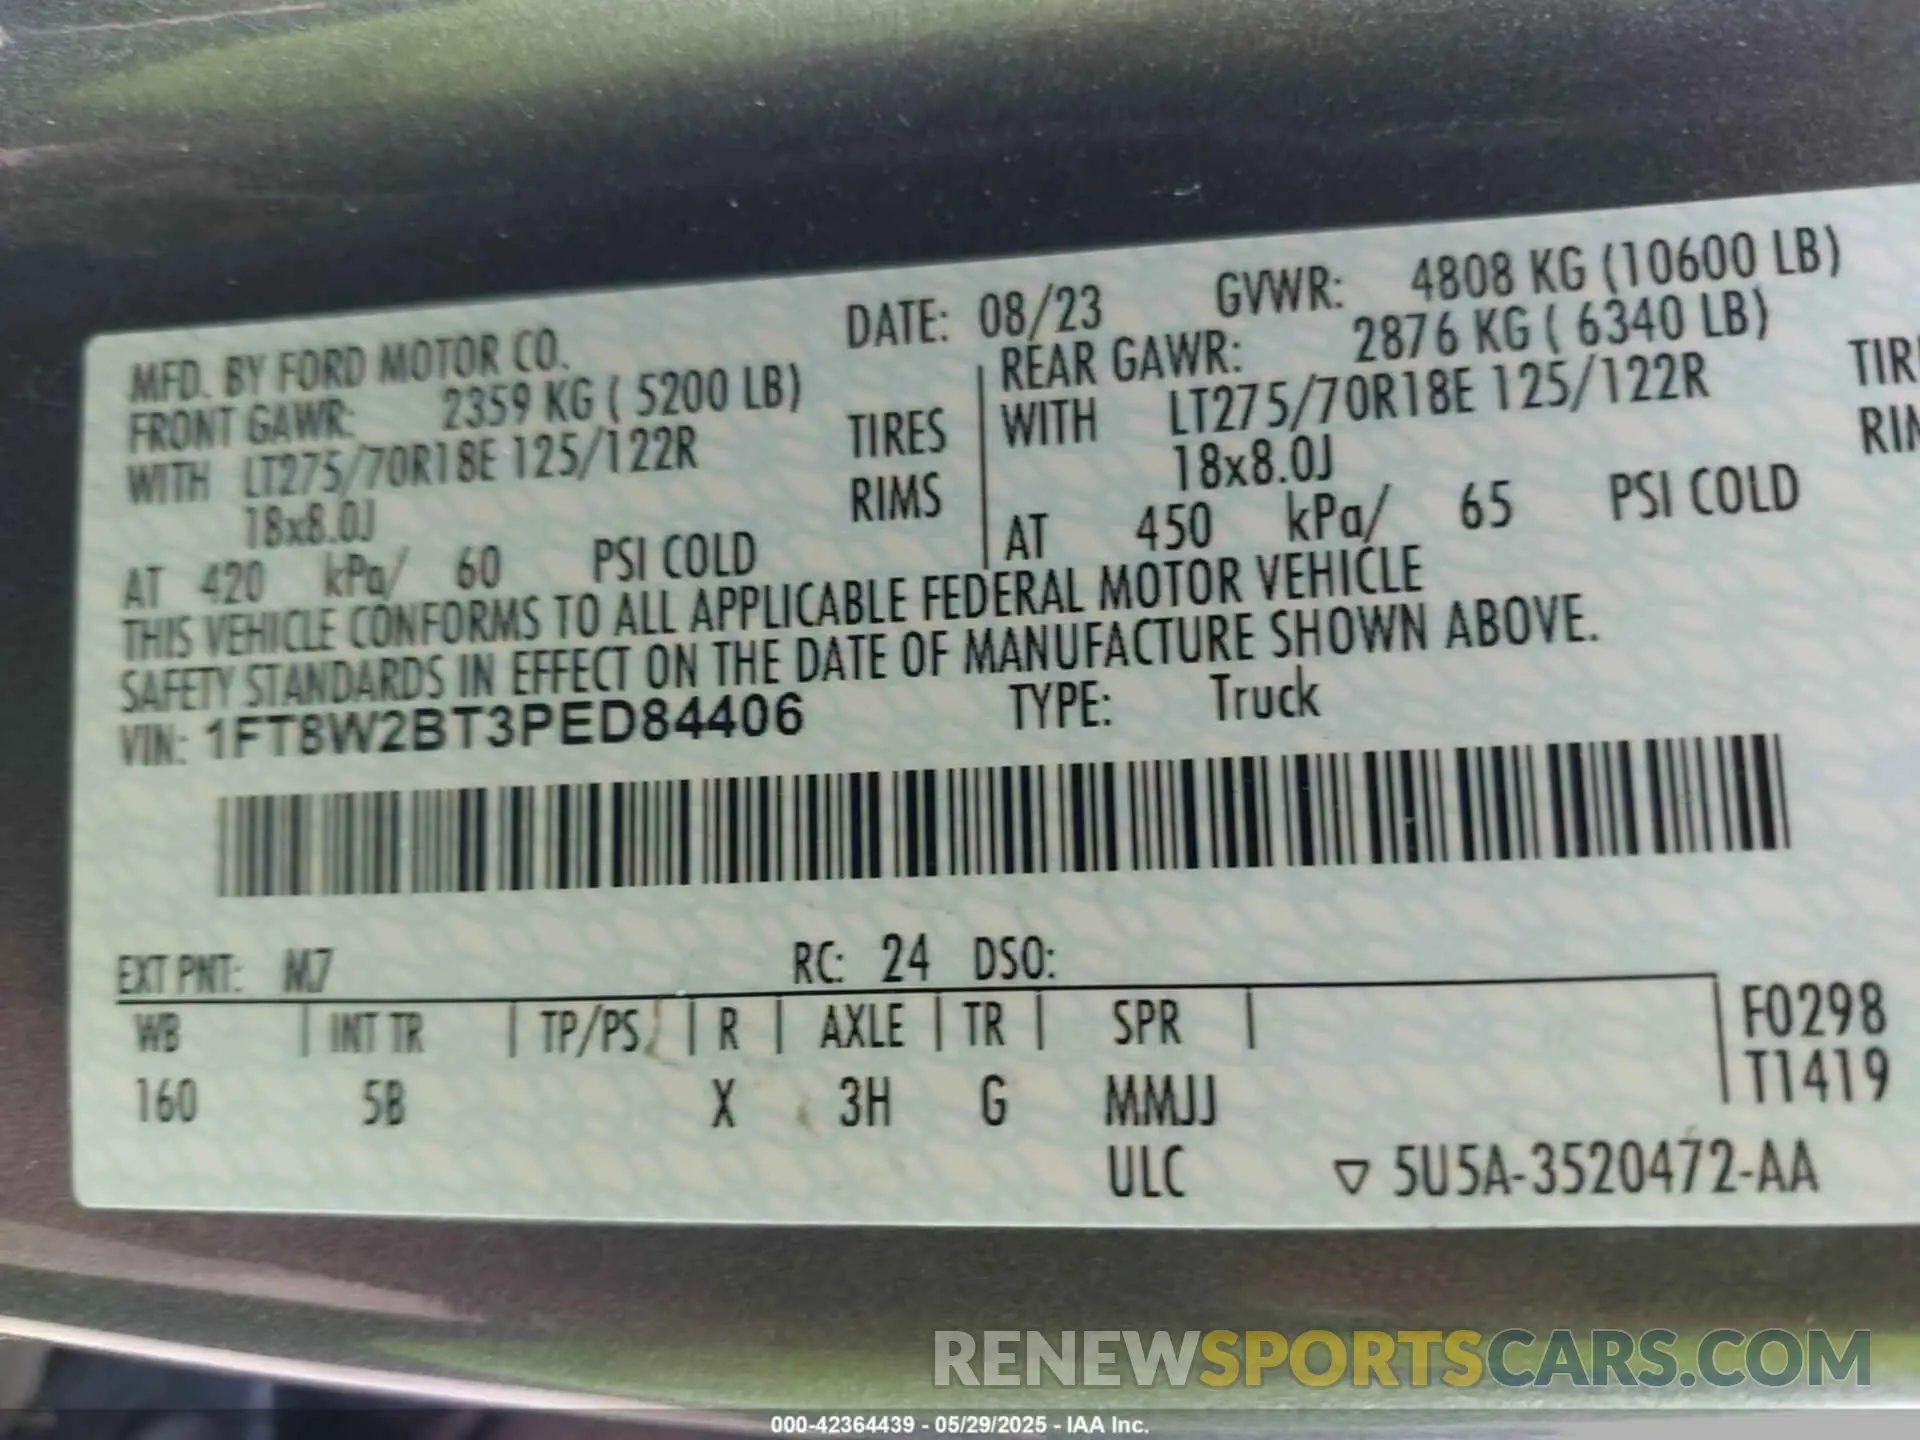 MFD. BY FORD MOTOR CO. DATE: 08/23 GVWR: 4808 KG (10600 LB)
FRONT GAWR: 2359 KG ( 5200 LB) REAR GAWR: 2876 KG ( 6340 LB)
WITH LT275/70R18E 125/122R TIRES WITH LT275/70R18E 125/122R TIR
18x8.0J RIMS 18x8.0J RIM
AT 420 kPa/ 60 PSI COLD AT 450 kPa/ 65 PSI COLD
THIS VEHICLE CONFORMS TO ALL APPLICABLE FEDERAL MOTOR VEHICLE
SAFETY STANDARDS IN EFFECT ON THE DATE OF MANUFACTURE SHOWN ABOVE.
VIN: 1FT8W2BT3PED84406 TYPE: Truck
EXT PNT: M7 RC: 24 DSO:
WB | INT TR | TP/PS | R | AXLE | TR | SPR | F0298
T1419
160 5B X 3H G MMJJ
ULC ▽ 5U5A-3520472-AA
RENEWSPORTSCARS.COM
000-42364439 - 05/29/2025 - IAA Inc.